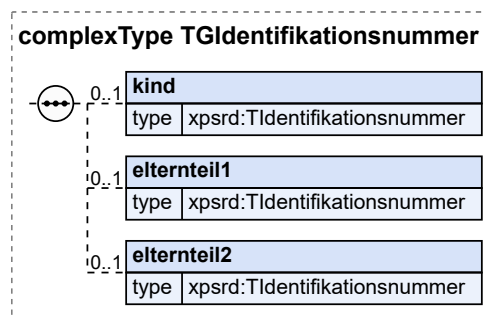 complexType TGIdentifikationsnummer
0..1 kind
type xpsrd:TIdentifikationsnummer
0..1 elternteil1
type xpsrd:TIdentifikationsnummer
0..1 elternteil2
type xpsrd:TIdentifikationsnummer